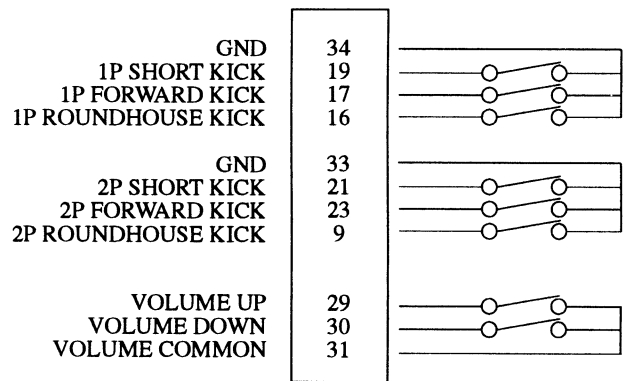 GND 34
1P SHORT KICK 19
1P FORWARD KICK 17
1P ROUNDHOUSE KICK 16
GND 33
2P SHORT KICK 21
2P FORWARD KICK 23
2P ROUNDHOUSE KICK 9
VOLUME UP 29
VOLUME DOWN 30
VOLUME COMMON 31